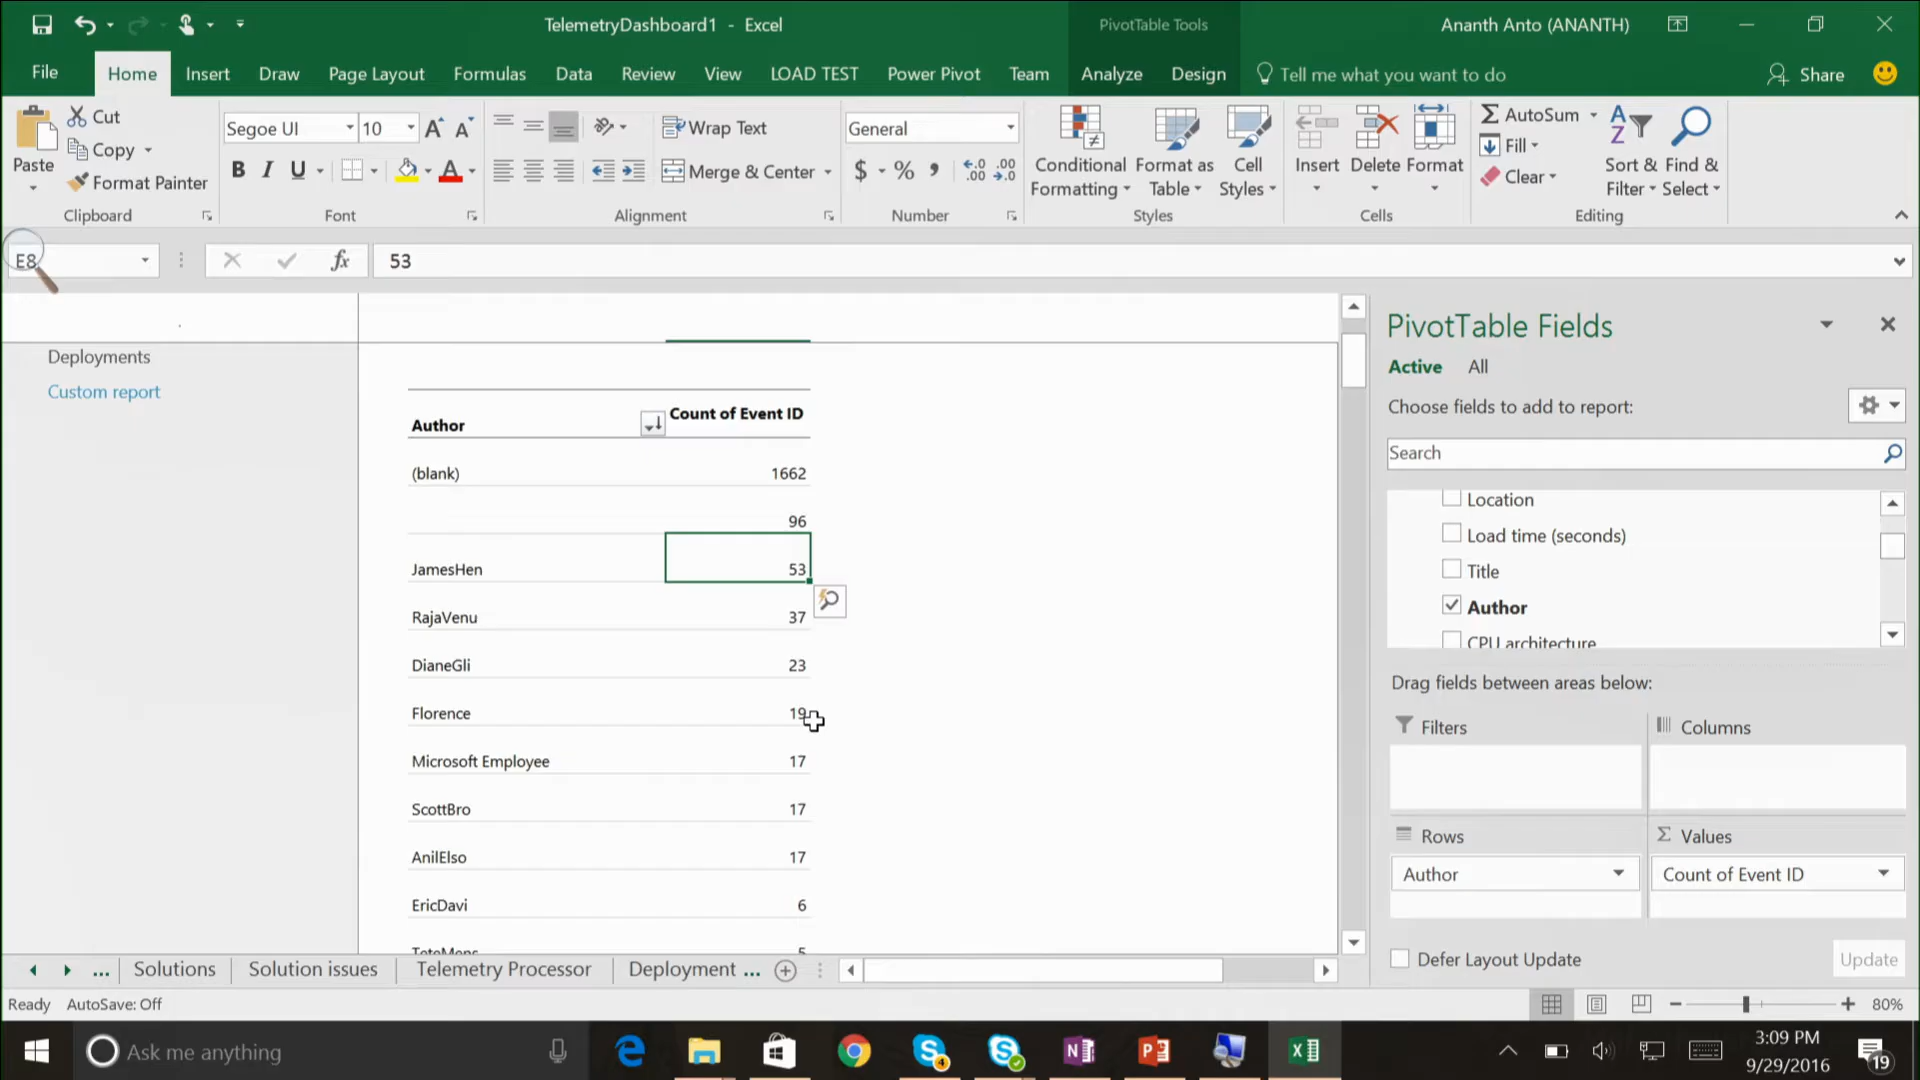 TelemetryDashboard1 - Excel
PivotTable Tools
Ananth Anto (ANANTH)
File Home Insert Draw Page Layout Formulas Data Review View LOAD TEST Power Pivot Team Analyze Design Tell me what you want to do Share
Paste
Cut
Copy
Format Painter
Clipboard
Segoe UI 10
B I U
Font
Wrap Text
Merge & Center
Alignment
General
$ % ,
Number
Conditional Formatting
Format as Table
Cell Styles
Styles
Insert Delete Format
Cells
AutoSum
Fill
Clear
Sort & Filter
Find & Select
Editing
E8
fx
53
Deployments
Custom report
Author Count of Event ID
(blank) 1662
96
JamesHen 53
RajaVenu 37
DianeGli 23
Florence 19
Microsoft Employee 17
ScottBro 17
AnilElso 17
EricDavi 6
5
PivotTable Fields
Active All
Choose fields to add to report:
Search
Location
Load time (seconds)
Title
Author
CPU architecture
Drag fields between areas below:
Filters
Columns
Rows
Values
Author
Count of Event ID
Defer Layout Update
Update
... Solutions Solution issues Telemetry Processor Deployment ...
Ready AutoSave: Off
80%
Ask me anything
4
3:09 PM
9/29/2016
19